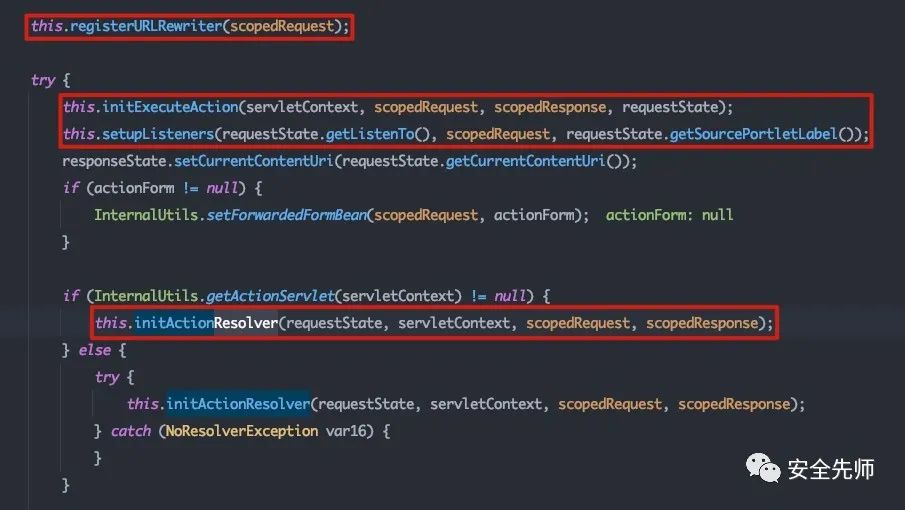 this.registerURLRewriter(scopedRequest);
try {
this.initExecuteAction(servletContext, scopedRequest, scopedResponse, requestState);
this.setupListeners(requestState.getListenTo(), scopedRequest, requestState.getSourcePortletLabel());
responseState.setCurrentContentUri(requestState.getCurrentContentUri());
if (actionForm != null) {
InternalUtils.setForwardedFormBean(scopedRequest, actionForm);  actionForm: null
}
if (InternalUtils.getActionServlet(servletContext) != null) {
this.initActionResolver(requestState, servletContext, scopedRequest, scopedResponse);
} else {
try {
this.initActionResolver(requestState, servletContext, scopedRequest, scopedResponse);
} catch (NoResolverException var16) {
}
}
安全先师